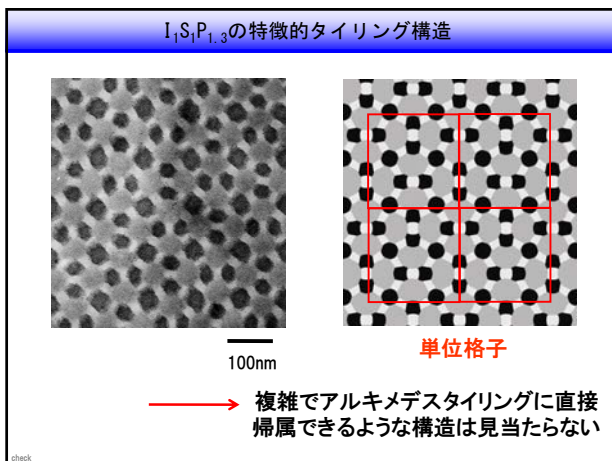 I₁S₁P₁.₃の特徴的タイリング構造
100nm
単位格子
複雑でアルキメデスタイリングに直接
帰属できるような構造は見当たらない
check